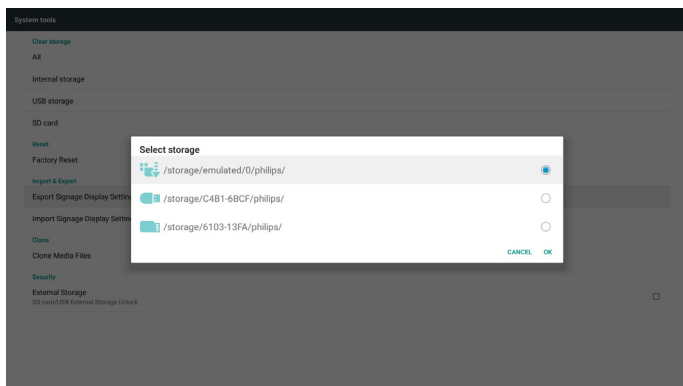 System tools
Clear storage
All
Internal storage
USB storage
SD card
Reset
Factory Reset
Import & Export
Export Signage Display Settin
Import Signage Display Settin
Clone
Clone Media Files
Security
External Storage
SD card/USB External Storage Unlock
Select storage
/storage/emulated/0/philips/
/storage/C4B1-6BCF/philips/
/storage/6103-13FA/philips/
CANCEL OK